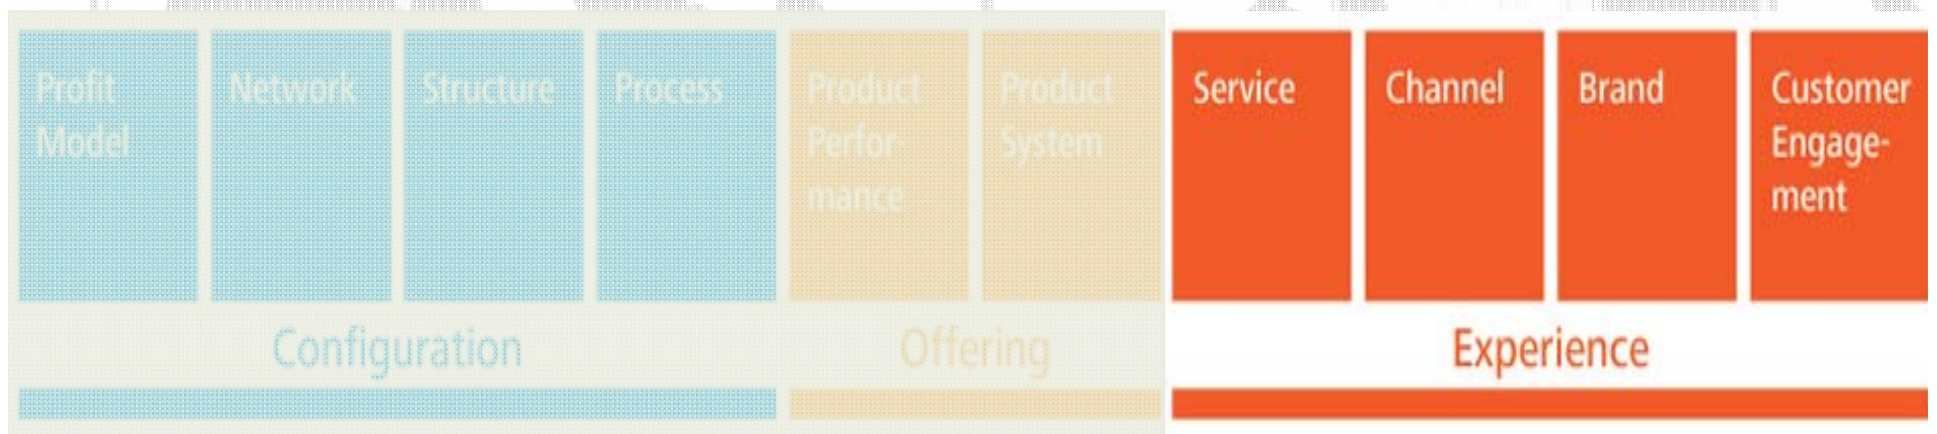 Profit
Model
Network
Structure
Process
Product
Perfor-
mance
Product
System
Service
Channel
Brand
Customer
Engage-
ment
Configuration
Offering
Experience